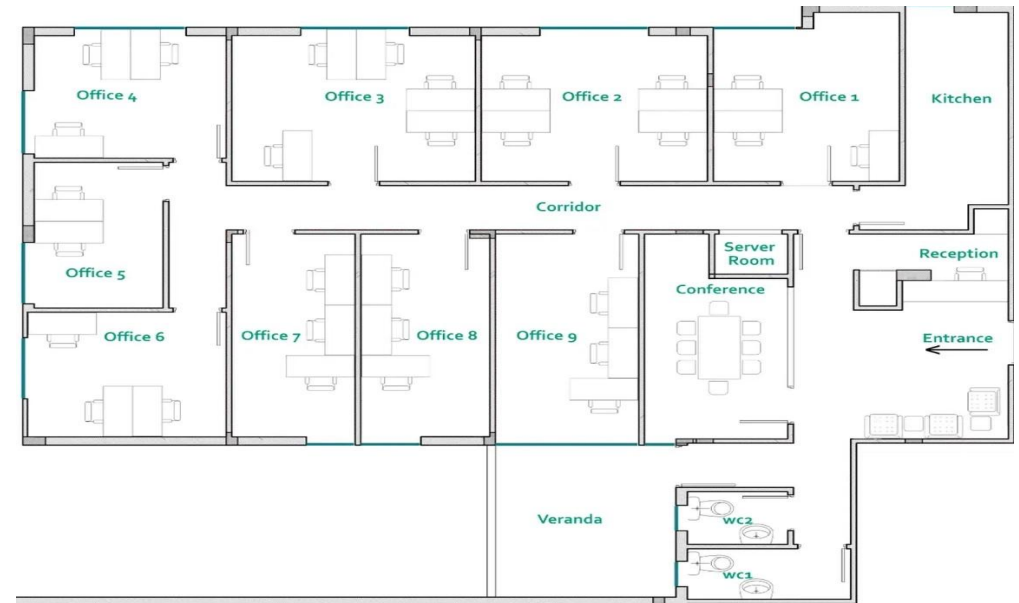 Office 4
Office 3
Office 2
Office 1
Kitchen
Corridor
Server
Room
Reception
Office 5
Conference
Office 6
Office 7
Office 8
Office 9
Entrance
Veranda
wc2
wc1